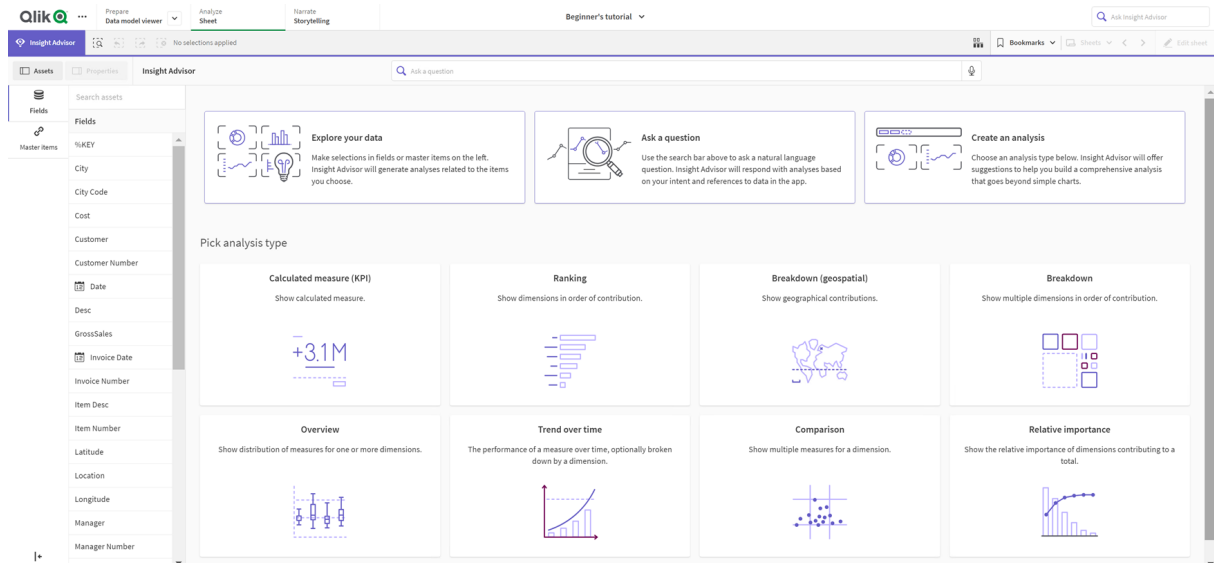 Qlik
Prepare
Data model viewer
Analyze
Sheet
Narrate
Storytelling
Beginner's tutorial
Ask Insight Advisor
Insight Advisor
No selections applied
Bookmarks
Sheets
Edit sheet
Assets
Properties
Insight Advisor
Ask a question
Fields
Master items
Search assets
Fields
%KEY
City
City Code
Cost
Customer
Customer Number
Date
Desc
GrossSales
Invoice Date
Invoice Number
Item Desc
Item Number
Latitude
Location
Longitude
Manager
Manager Number
Explore your data
Make selections in fields or master items on the left.
Insight Advisor will generate analyses related to the items
you choose.
Ask a question
Use the search bar above to ask a natural language
question. Insight Advisor will respond with analyses based
on your intent and references to data in the app.
Create an analysis
Choose an analysis type below. Insight Advisor will offer
suggestions to help you build a comprehensive analysis
that goes beyond simple charts.
Pick analysis type
Calculated measure (KPI)
Show calculated measure.
+3.1M
Ranking
Show dimensions in order of contribution.
Breakdown (geospatial)
Show geographical contributions.
Breakdown
Show multiple dimensions in order of contribution.
Overview
Show distribution of measures for one or more dimensions.
Trend over time
The performance of a measure over time, optionally broken
down by a dimension.
Comparison
Show multiple measures for a dimension.
Relative importance
Show the relative importance of dimensions contributing to a
total.